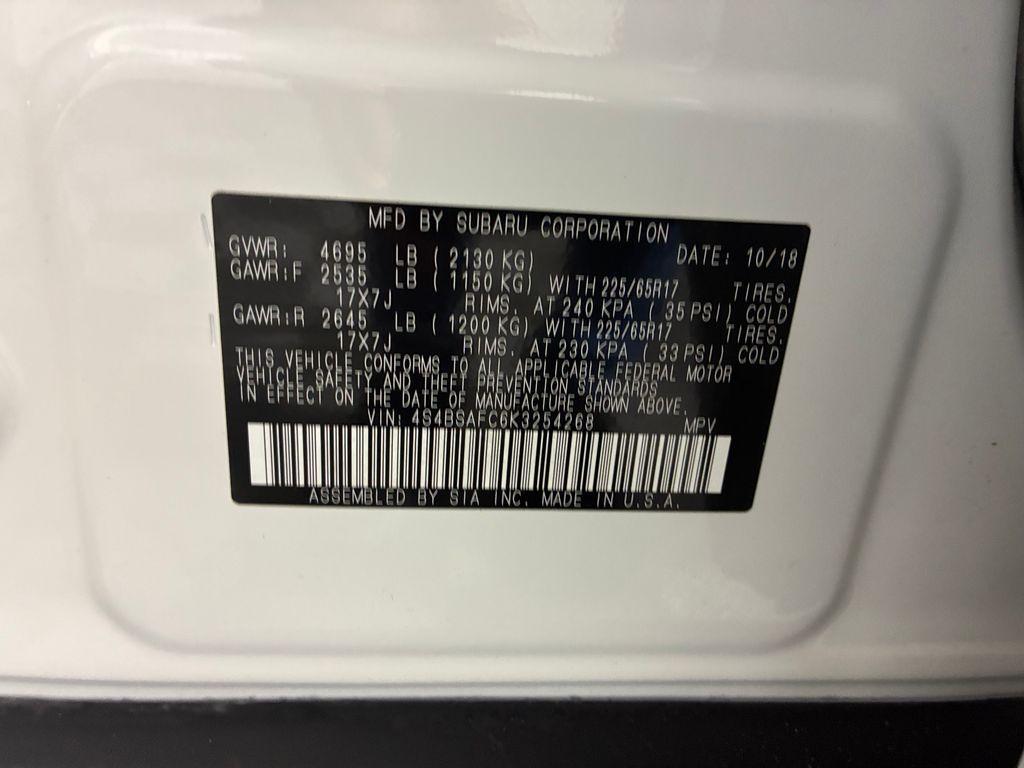 MFD BY SUBARU CORPORATION
GVWR: 4695 LB ( 2130 KG) DATE: 10/18
GAWR:F 2535 LB ( 1150 KG) WITH 225/65R17 TIRES.
17X7J RIMS. AT 240 KPA ( 35 PSI) COLD
GAWR:R 2645 LB ( 1200 KG) WITH 225/65R17 TIRES.
17X7J RIMS. AT 230 KPA ( 33 PSI) COLD
THIS VEHICLE CONFORMS TO ALL APPLICABLE FEDERAL MOTOR
VEHICLE SAFETY AND THEFT PREVENTION STANDARDS
IN EFFECT ON THE DATE OF MANUFACTURE SHOWN ABOVE.
VIN: 4S4BSAFC6K3254268 MPV
ASSEMBLED BY SIA INC. MADE IN U.S.A.